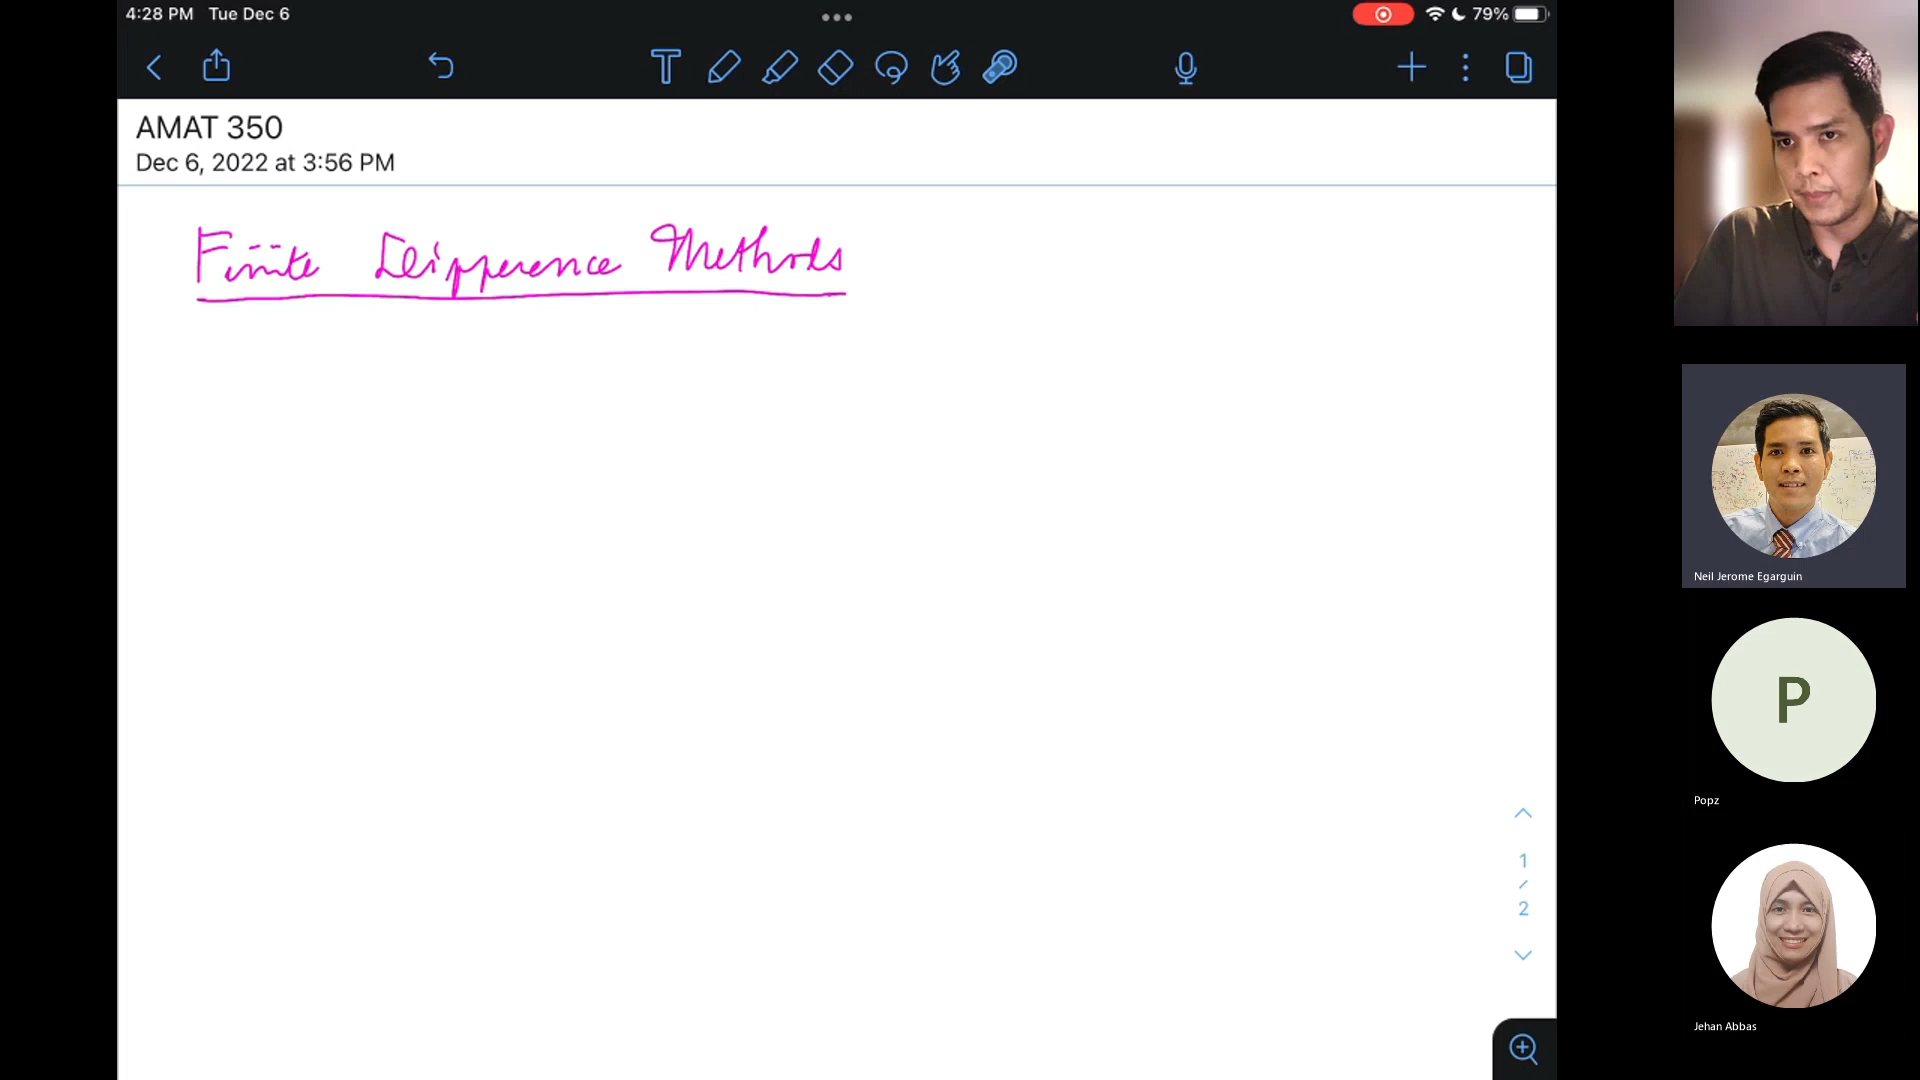 4:28 PM Tue Dec 6
79%
AMAT 350
Dec 6, 2022 at 3:56 PM
Finite Difference Methods
1
/
2
Neil Jerome Egarguin
P
Popz
Jehan Abbas